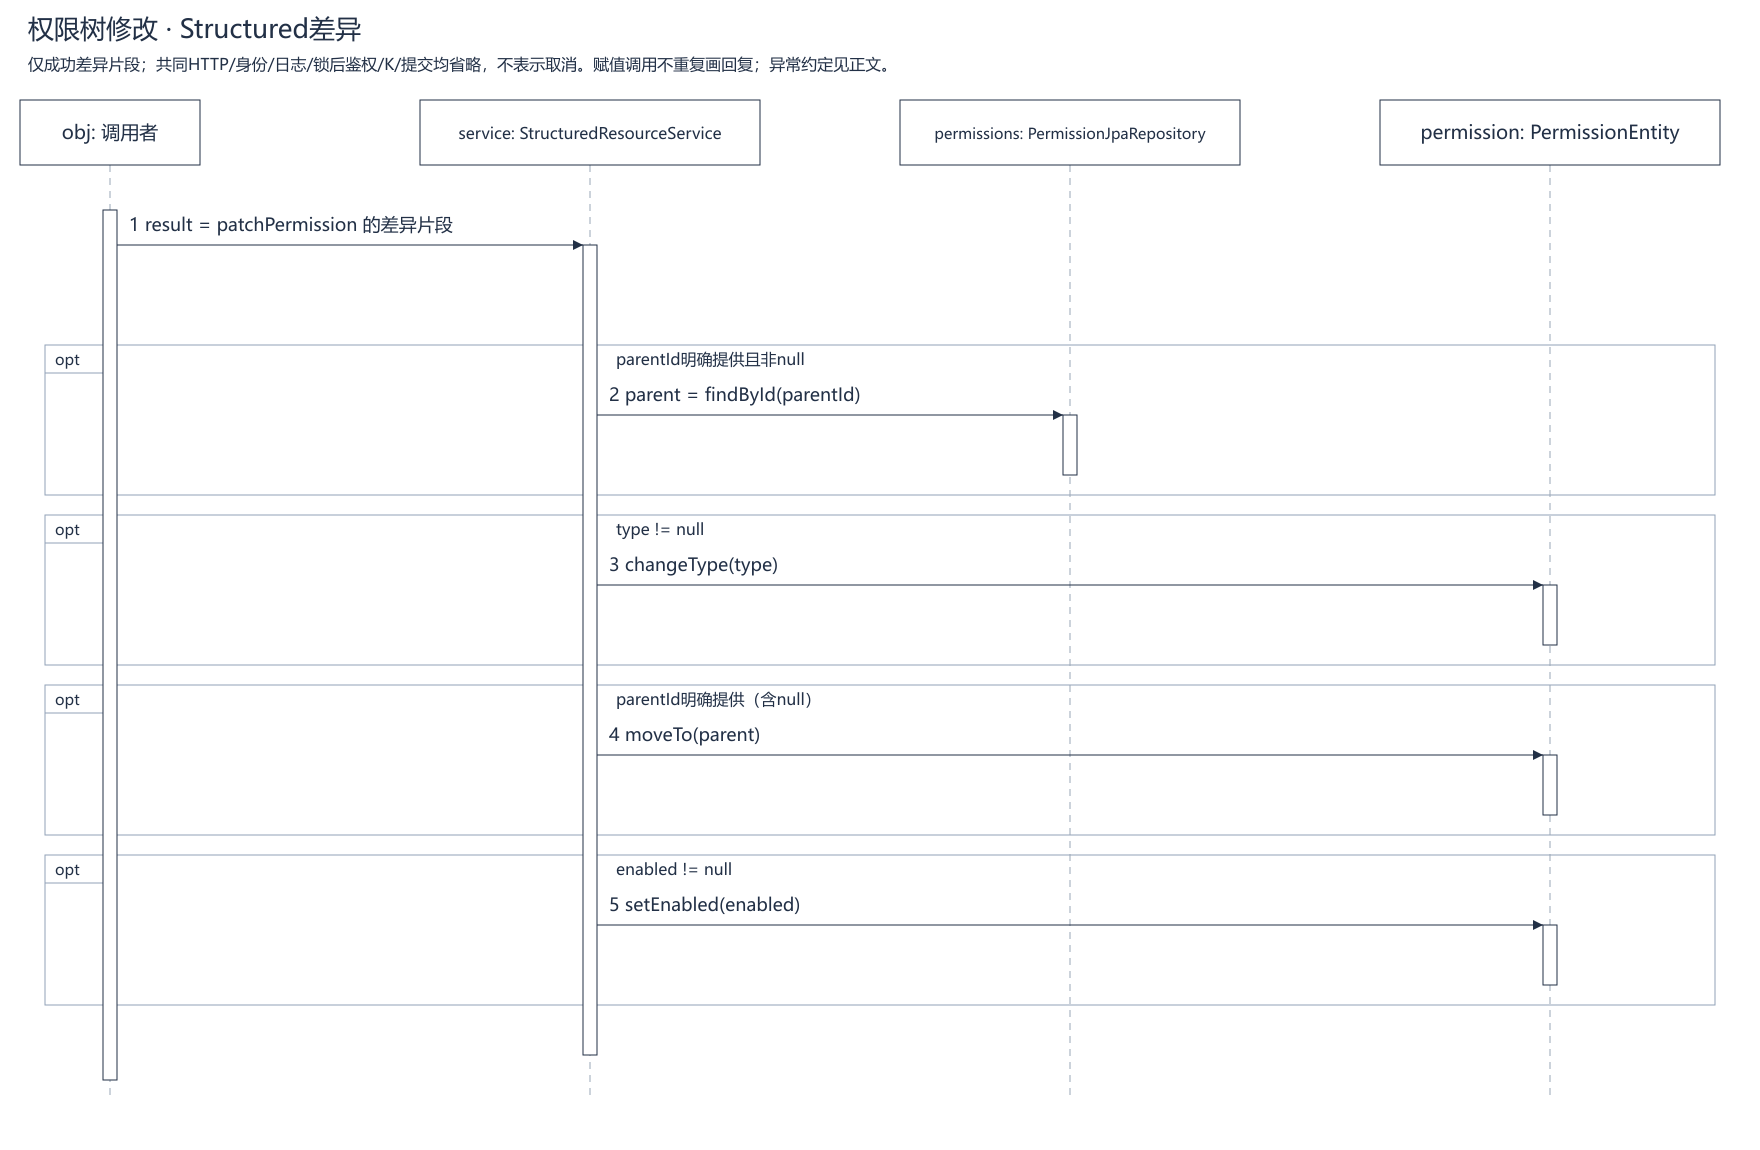 权限树修改 · Structured差异
仅成功差异片段；共同HTTP/身份/日志/锁后鉴权/K/提交均省略，不表示取消。赋值调用不重复画回复；异常约定见正文。
obj: 调用者
service: StructuredResourceService
permissions: PermissionJpaRepository
permission: PermissionEntity
1 result = patchPermission 的差异片段
opt
parentId明确提供且非null
2 parent = findById(parentId)
opt
type != null
3 changeType(type)
opt
parentId明确提供（含null）
4 moveTo(parent)
opt
enabled != null
5 setEnabled(enabled)